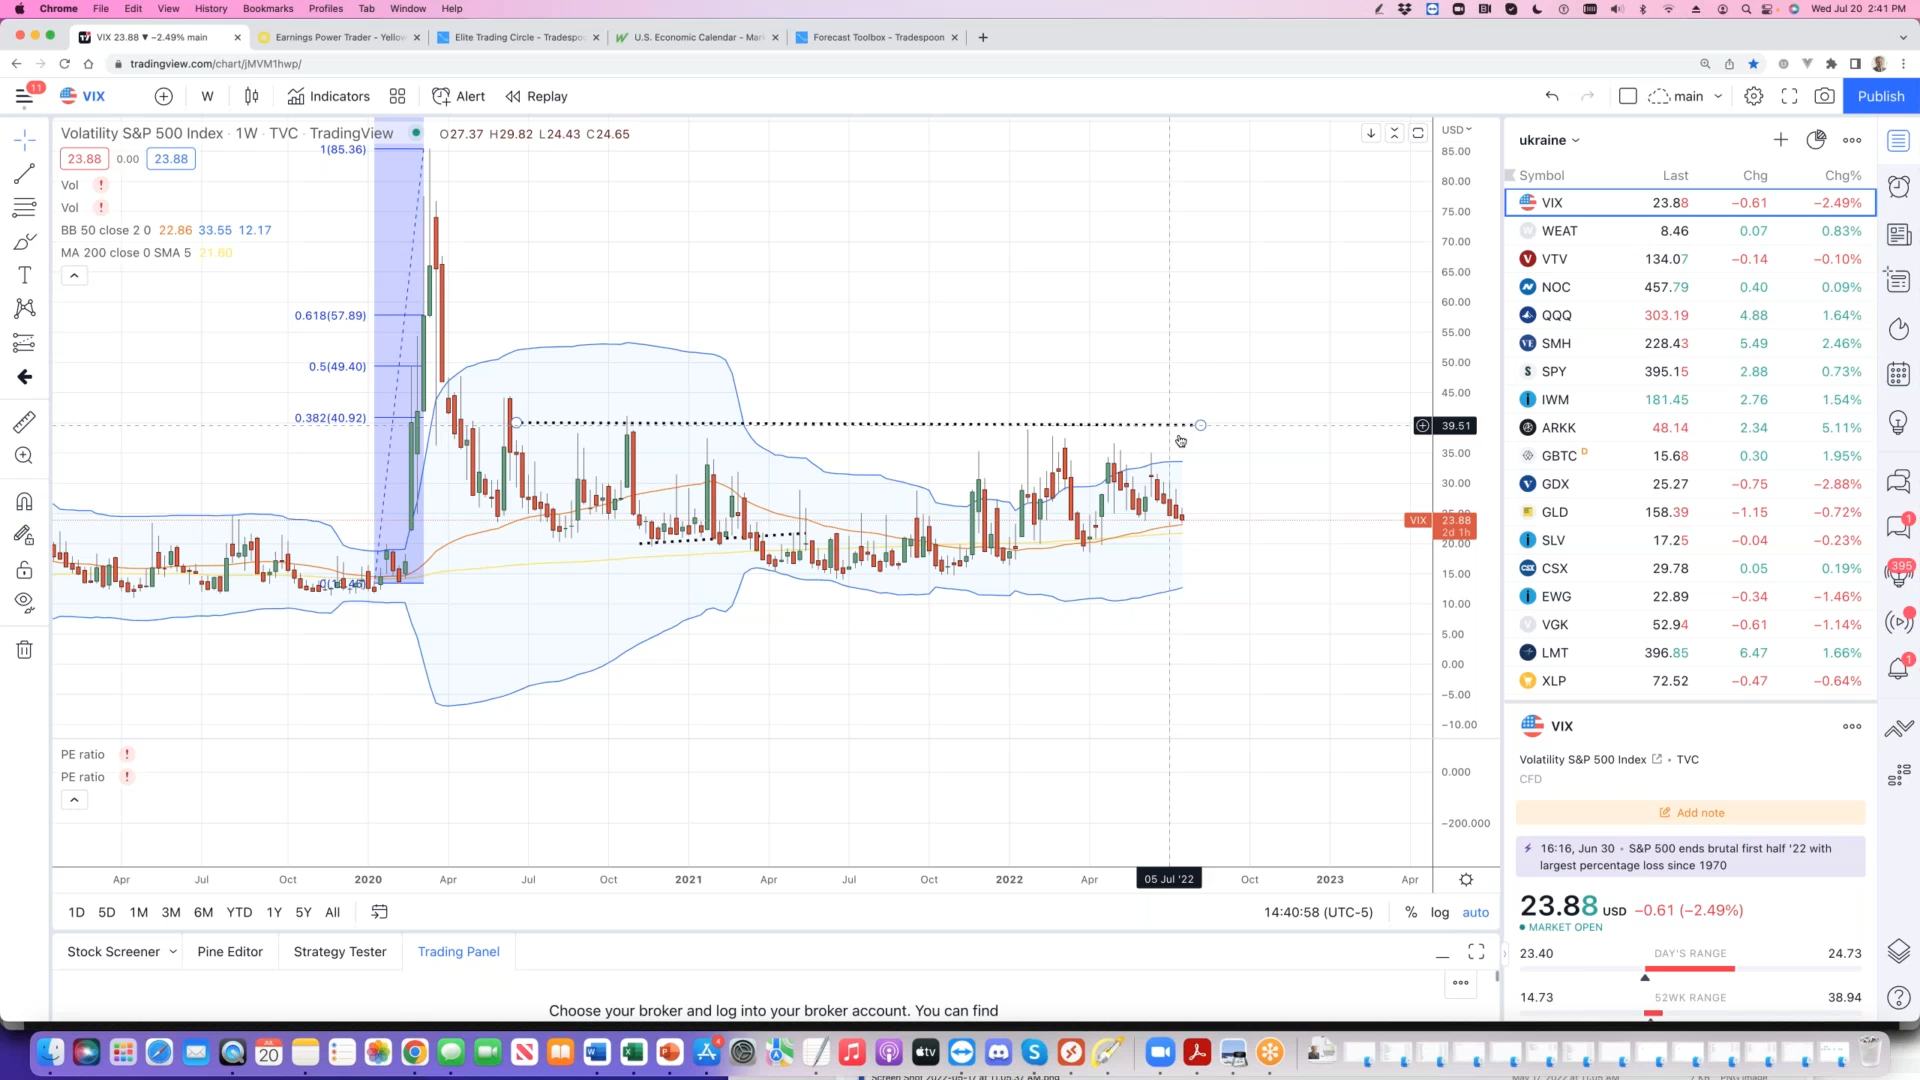 Chrome File Edit View History Bookmarks Profiles Tab Window Help Wed Jul 20 2:41 PM
VIX 23.88 ▼ −2.49% main
Earnings Power Trader - Yellow
Elite Trading Circle - Tradespo
U.S. Economic Calendar - Mar
Forecast Toolbox - Tradespoon
tradingview.com/chart/jMVM1hwp/
11 VIX W Indicators Alert Replay main Publish
Volatility S&P 500 Index · 1W · TVC · TradingView O27.37 H29.82 L24.43 C24.65
23.88 0.00 23.88
Vol !
Vol !
BB 50 close 2 0 22.86 33.55 12.17
MA 200 close 0 SMA 5 21.60
1(85.36)
0.618(57.89)
0.5(49.40)
0.382(40.92)
USD
85.00
80.00
75.00
70.00
65.00
60.00
55.00
50.00
45.00
39.51
35.00
30.00
VIX 23.88
2d 1h
20.00
15.00
10.00
5.00
0.00
−5.00
−10.00
PE ratio !
PE ratio !
0.000
−200.000
Apr Jul Oct 2020 Apr Jul Oct 2021 Apr Jul Oct 2022 Apr 05 Jul '22 Oct 2023 Apr
1D 5D 1M 3M 6M YTD 1Y 5Y All 14:40:58 (UTC-5) % log auto
Stock Screener Pine Editor Strategy Tester Trading Panel
Choose your broker and log into your broker account. You can find
ukraine
Symbol Last Chg Chg%
VIX 23.88 −0.61 −2.49%
WEAT 8.46 0.07 0.83%
VTV 134.07 −0.14 −0.10%
NOC 457.79 0.40 0.09%
QQQ 303.19 4.88 1.64%
SMH 228.43 5.49 2.46%
SPY 395.15 2.88 0.73%
IWM 181.45 2.76 1.54%
ARKK 48.14 2.34 5.11%
GBTC D 15.68 0.30 1.95%
GDX 25.27 −0.75 −2.88%
GLD 158.39 −1.15 −0.72%
SLV 17.25 −0.04 −0.23%
CSX 29.78 0.05 0.19%
EWG 22.89 −0.34 −1.46%
VGK 52.94 −0.61 −1.14%
LMT 396.85 6.47 1.66%
XLP 72.52 −0.47 −0.64%
VIX
Volatility S&P 500 Index • TVC
CFD
Add note
16:16, Jun 30 • S&P 500 ends brutal first half '22 with
largest percentage loss since 1970
23.88 USD −0.61 (−2.49%)
MARKET OPEN
23.40 DAY'S RANGE 24.73
14.73 52WK RANGE 38.94
1
395
1
JUL
20
tv
4